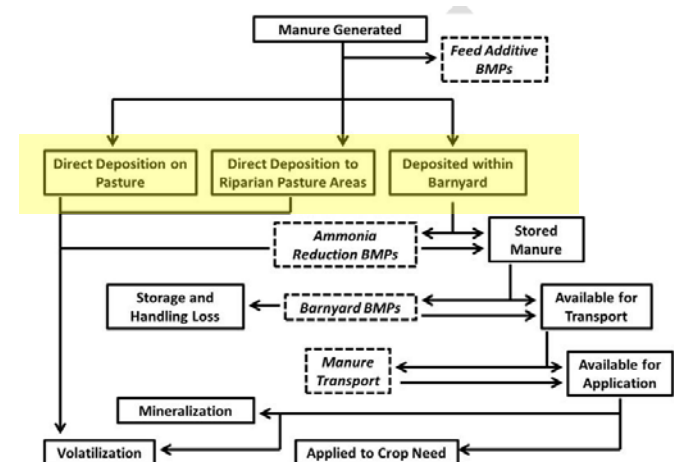 Manure Generated
Feed Additive
BMPs
Direct Deposition on
Pasture
Direct Deposition to
Riparian Pasture Areas
Deposited within
Barnyard
Ammonia
Reduction BMPs
Stored
Manure
Storage and
Handling Loss
Barnyard BMPs
Available for
Transport
Manure
Transport
Available for
Application
Mineralization
Volatilization
Applied to Crop Need